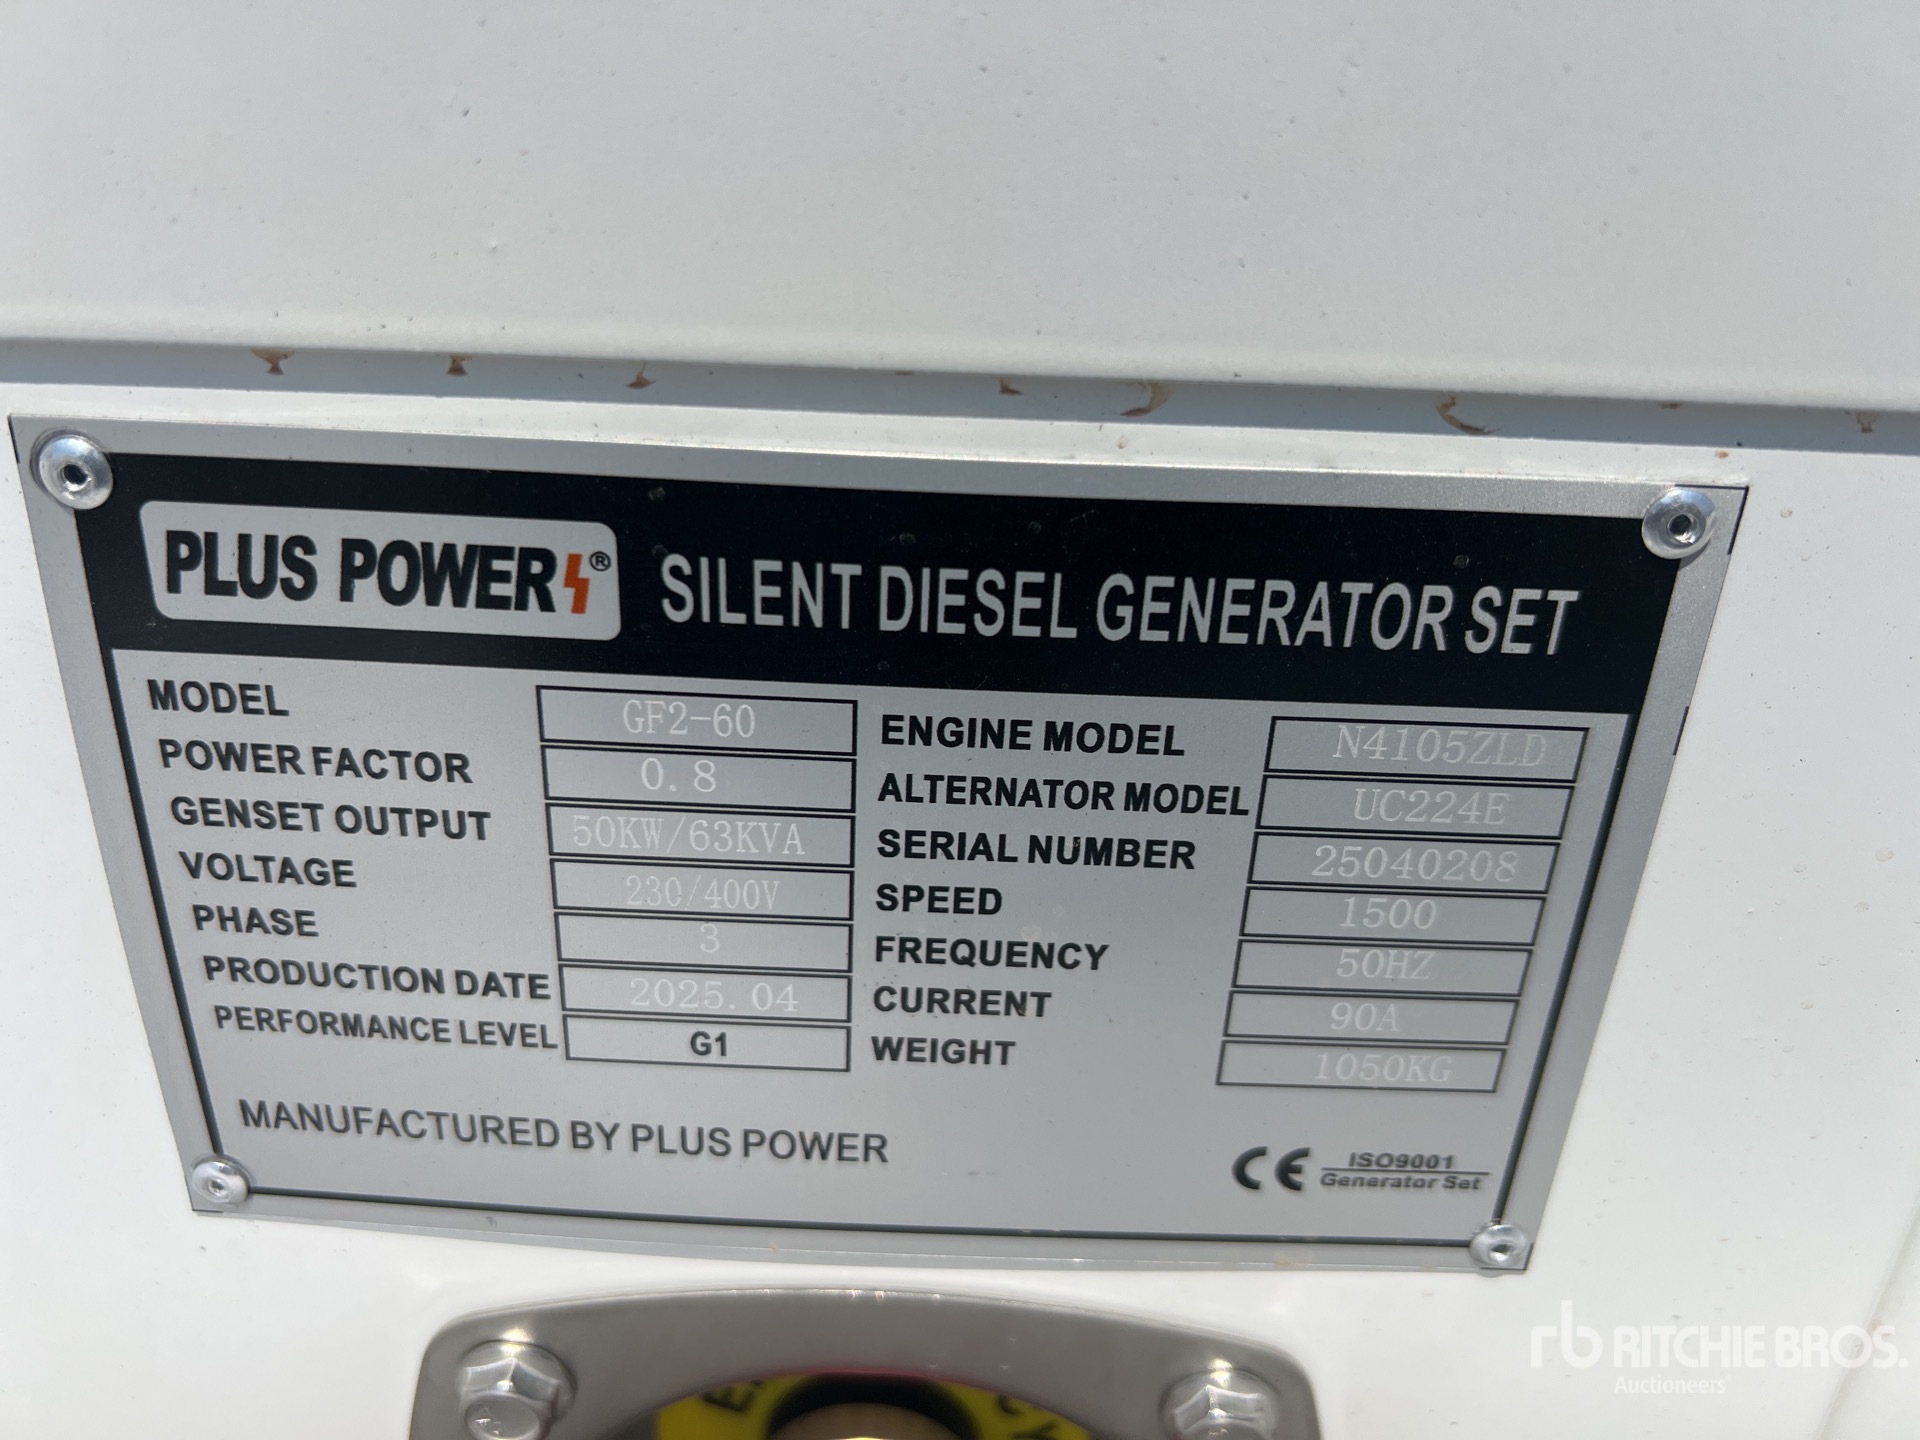 PLUS POWER® SILENT DIESEL GENERATOR SET
MODEL GF2-60
POWER FACTOR 0.8
GENSET OUTPUT 50KW/63KVA
VOLTAGE 230/400V
PHASE 3
PRODUCTION DATE 2025.04
PERFORMANCE LEVEL G1
ENGINE MODEL N4105ZLD
ALTERNATOR MODEL UC224E
SERIAL NUMBER 25040208
SPEED 1500
FREQUENCY 50HZ
CURRENT 90A
WEIGHT 1050KG
MANUFACTURED BY PLUS POWER
CE ISO9001
Generator Set
rb RITCHIE BROS.
Auctioneers